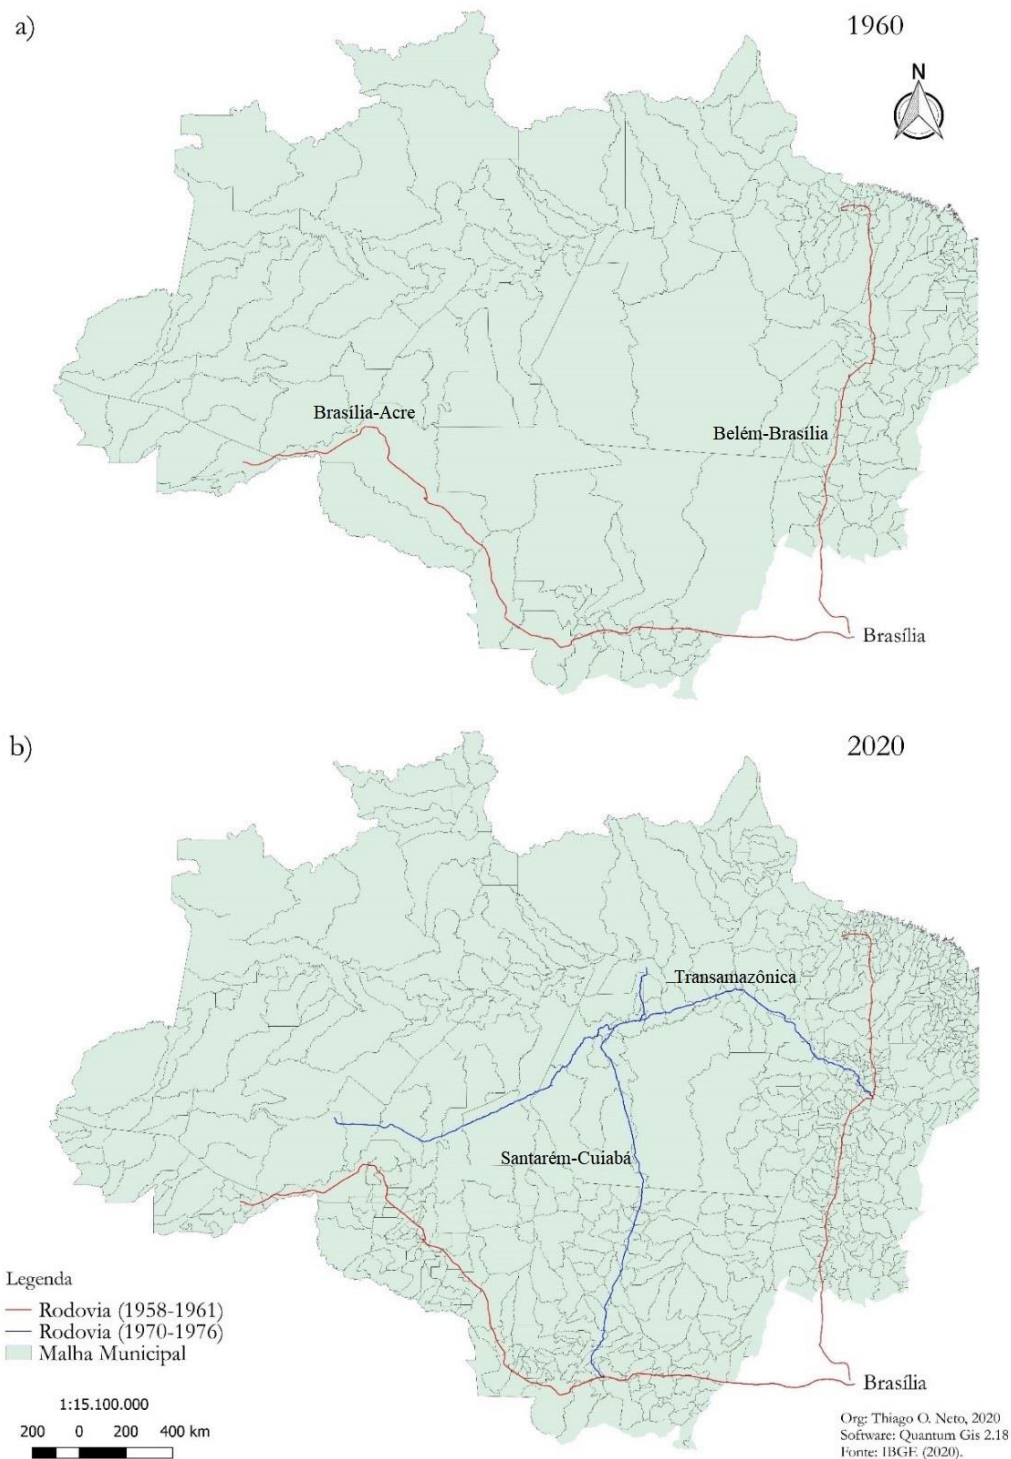 a)
1960
N
Brasília-Acre
Belém-Brasília
Brasília
b)
2020
Transamazônica
Santarém-Cuiabá
Legenda
Rodovia (1958-1961)
Rodovia (1970-1976)
Malha Municipal
Brasília
1:15.100.000
200 0 200 400 km
Org: Thiago O. Neto, 2020
Software: Quantum Gis 2.18
Fonte: IBGE (2020).